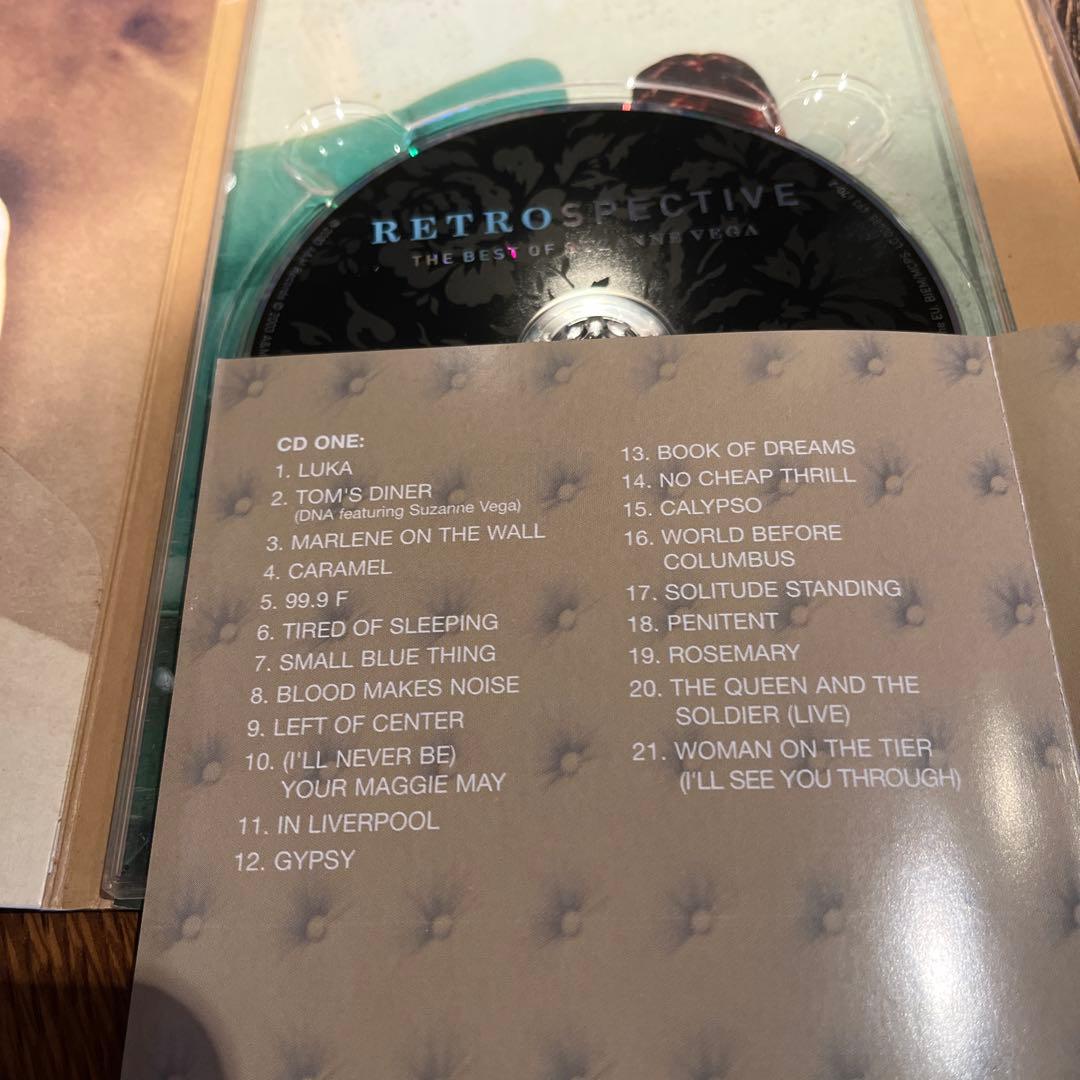 RETROSPECTIVE
THE BEST OF VEGA
CD ONE:
1. LUKA
2. TOM'S DINER
(DNA featuring Suzanne Vega)
3. MARLENE ON THE WALL
4. CARAMEL
5. 99.9 F
6. TIRED OF SLEEPING
7. SMALL BLUE THING
8. BLOOD MAKES NOISE
9. LEFT OF CENTER
10. (I'LL NEVER BE)
YOUR MAGGIE MAY
11. IN LIVERPOOL
12. GYPSY
13. BOOK OF DREAMS
14. NO CHEAP THRILL
15. CALYPSO
16. WORLD BEFORE
COLUMBUS
17. SOLITUDE STANDING
18. PENITENT
19. ROSEMARY
20. THE QUEEN AND THE
SOLDIER (LIVE)
21. WOMAN ON THE TIER
(I'LL SEE YOU THROUGH)